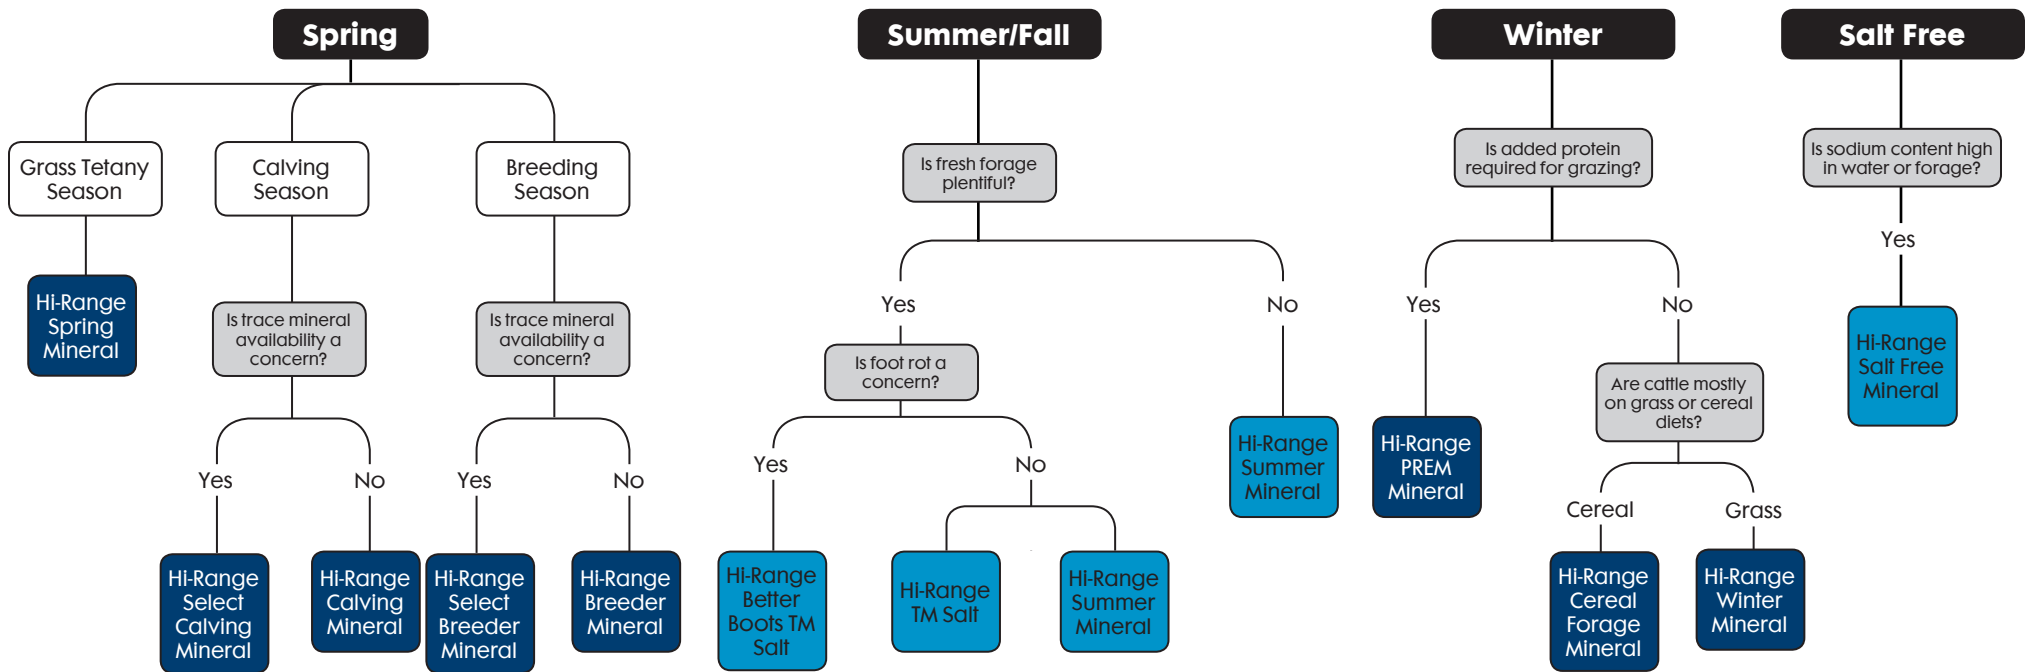 Spring
Grass Tetany
Season
Hi-Range
Spring
Mineral
Calving
Season
Is trace mineral
availability a
concern?
Yes
Hi-Range
Select
Calving
Mineral
No
Hi-Range
Calving
Mineral
Breeding
Season
Is trace mineral
availability a
concern?
Yes
Hi-Range
Select
Breeder
Mineral
No
Hi-Range
Breeder
Mineral
Summer/Fall
Is fresh forage
plentiful?
Yes
Is foot rot a
concern?
Yes
Hi-Range
Better
Boots TM
Salt
No
Hi-Range
TM Salt
Hi-Range
Summer
Mineral
No
Hi-Range
Summer
Mineral
Winter
Is added protein
required for grazing?
Yes
Hi-Range
PREM
Mineral
No
Are cattle mostly
on grass or cereal
diets?
Cereal
Hi-Range
Cereal
Forage
Mineral
Grass
Hi-Range
Winter
Mineral
Salt Free
Is sodium content high
in water or forage?
Yes
Hi-Range
Salt Free
Mineral